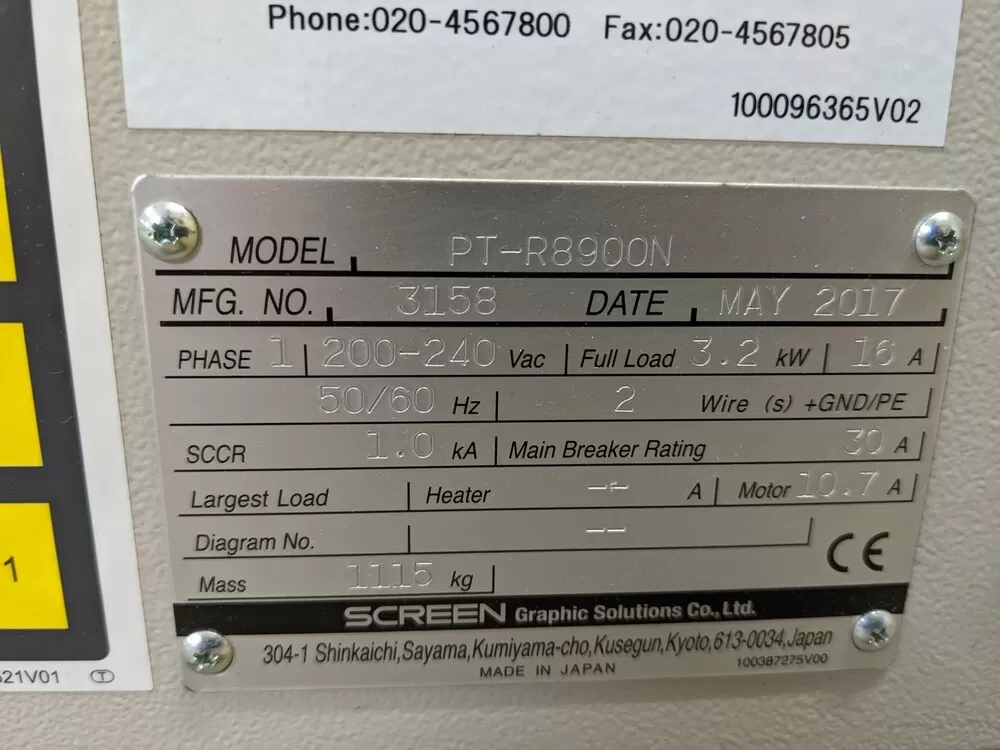 Phone:020-4567800 Fax:020-4567805
100096365V02
MODEL PT-R8900N
MFG. NO. 3158 DATE MAY 2017
PHASE 1 200-240 Vac Full Load 3.2 kW 16 A
50/60 Hz 2 Wire (s) +GND/PE
SCCR 1.0 kA Main Breaker Rating 30 A
Largest Load Heater -- A Motor 10.7 A
Diagram No. --
Mass 1115 kg
CE
SCREEN Graphic Solutions Co., Ltd.
304-1 Shinkaichi, Sayama, Kumiyama-cho, Kusegun, Kyoto, 613-0034, Japan
MADE IN JAPAN 100387275V00
1
21V01 T